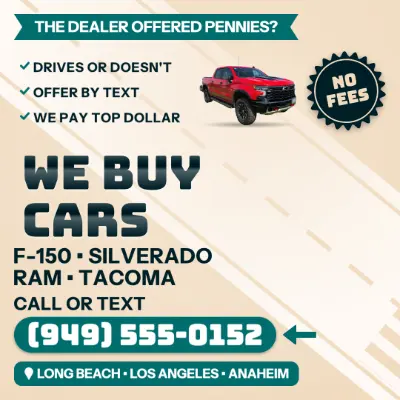 THE DEALER OFFERED PENNIES?
✓ DRIVES OR DOESN'T
✓ OFFER BY TEXT
✓ WE PAY TOP DOLLAR
NO
FEES
WE BUY
CARS
F-150 • SILVERADO
RAM • TACOMA
CALL OR TEXT
(949) 555-0152
LONG BEACH • LOS ANGELES • ANAHEIM